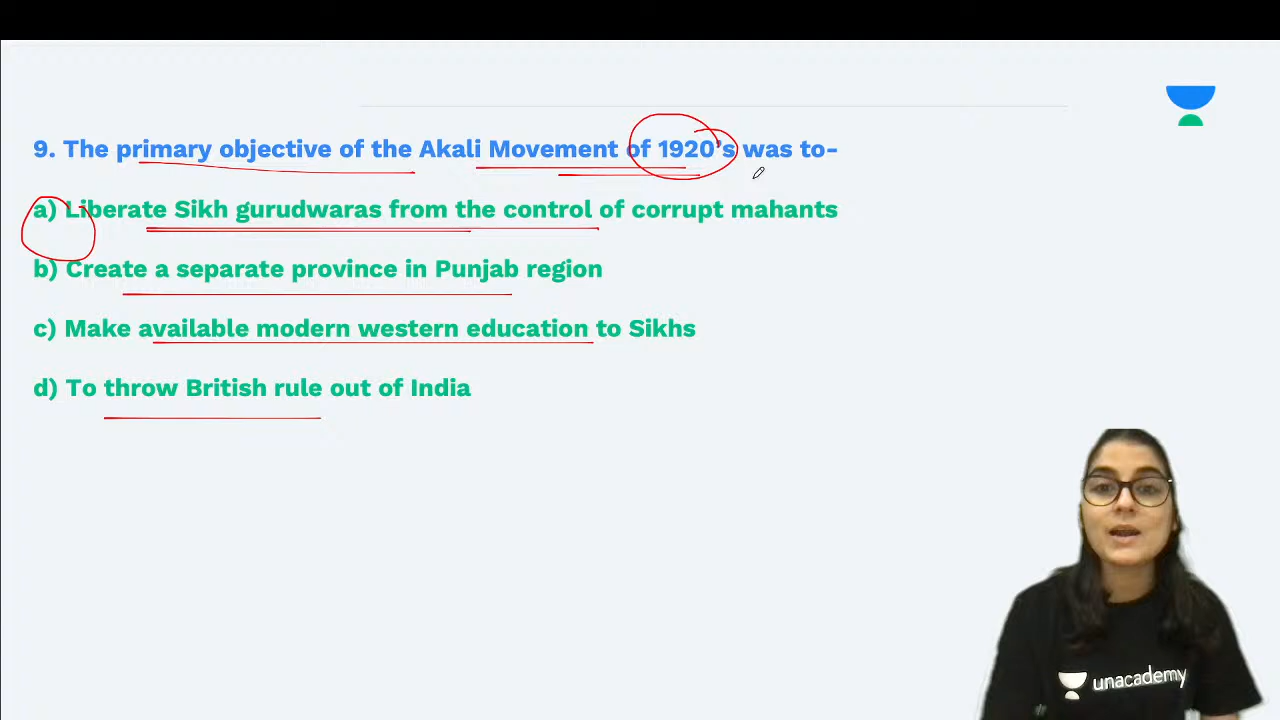 9. The primary objective of the Akali Movement of 1920's was to-
a) Liberate Sikh gurudwaras from the control of corrupt mahants
b) Create a separate province in Punjab region
c) Make available modern western education to Sikhs
d) To throw British rule out of India
unacademy